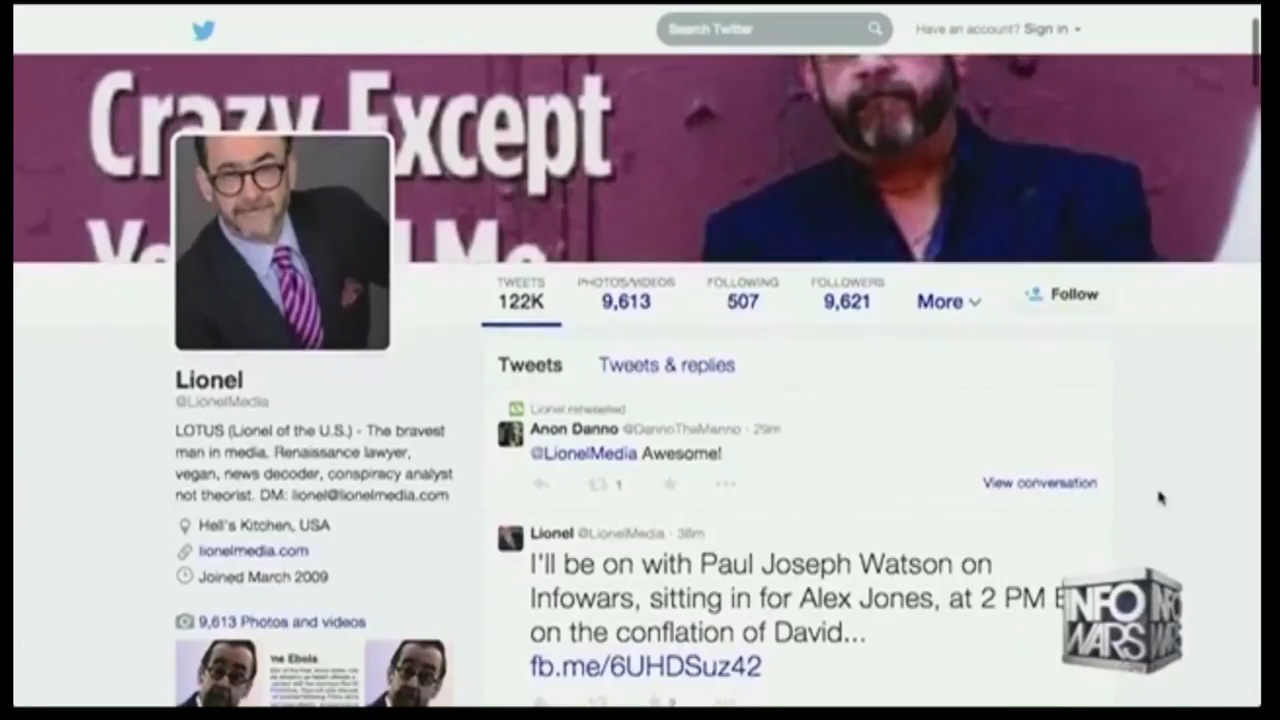 Search Twitter
Have an account? Sign in
Crazy Except
TWEETS
122K
PHOTOS/VIDEOS
9,613
FOLLOWING
507
FOLLOWERS
9,621
More
Follow
Lionel
@LionelMedia
LOTUS (Lionel of the U.S.) - The bravest
man in media. Renaissance lawyer,
vegan, news decoder, conspiracy analyst
not theorist. DM: lionel@lionelmedia.com
Hell's Kitchen, USA
lionelmedia.com
Joined March 2009
9,613 Photos and videos
Ebola
Tweets
Tweets & replies
Lionel retweeted
Anon Danno @DannoTheManno · 29m
@LionelMedia Awesome!
1
View conversation
Lionel @LionelMedia · 38m
I'll be on with Paul Joseph Watson on
Infowars, sitting in for Alex Jones, at 2 PM
on the conflation of David...
fb.me/6UHDSuz42
2
INFO
WARS